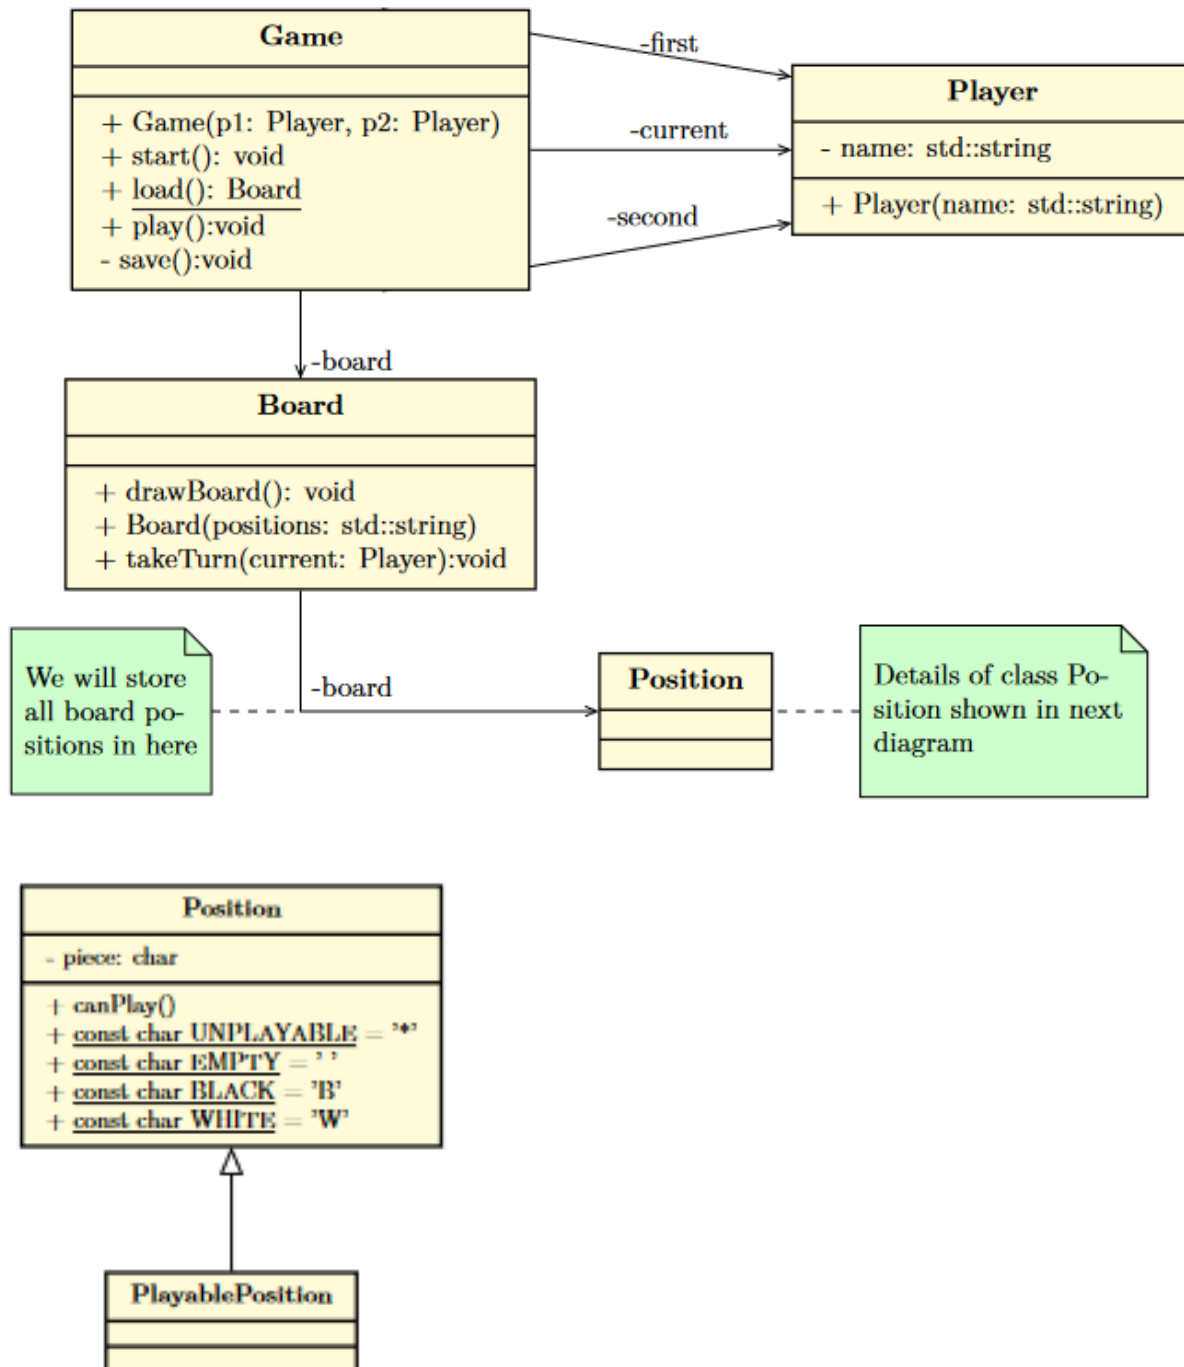 Game
+ Game(p1: Player, p2: Player)
+ start(): void
+ load(): Board
+ play():void
- save():void
-first
-current
-second
Player
- name: std::string
+ Player(name: std::string)
-board
Board
+ drawBoard(): void
+ Board(positions: std::string)
+ takeTurn(current: Player):void
We will store
all board po-
sitions in here
-board
Position
Details of class Po-
sition shown in next
diagram
Position
- piece: char
+ canPlay()
+ const char UNPLAYABLE = '*'
+ const char EMPTY = ' '
+ const char BLACK = 'B'
+ const char WHITE = 'W'
PlayablePosition